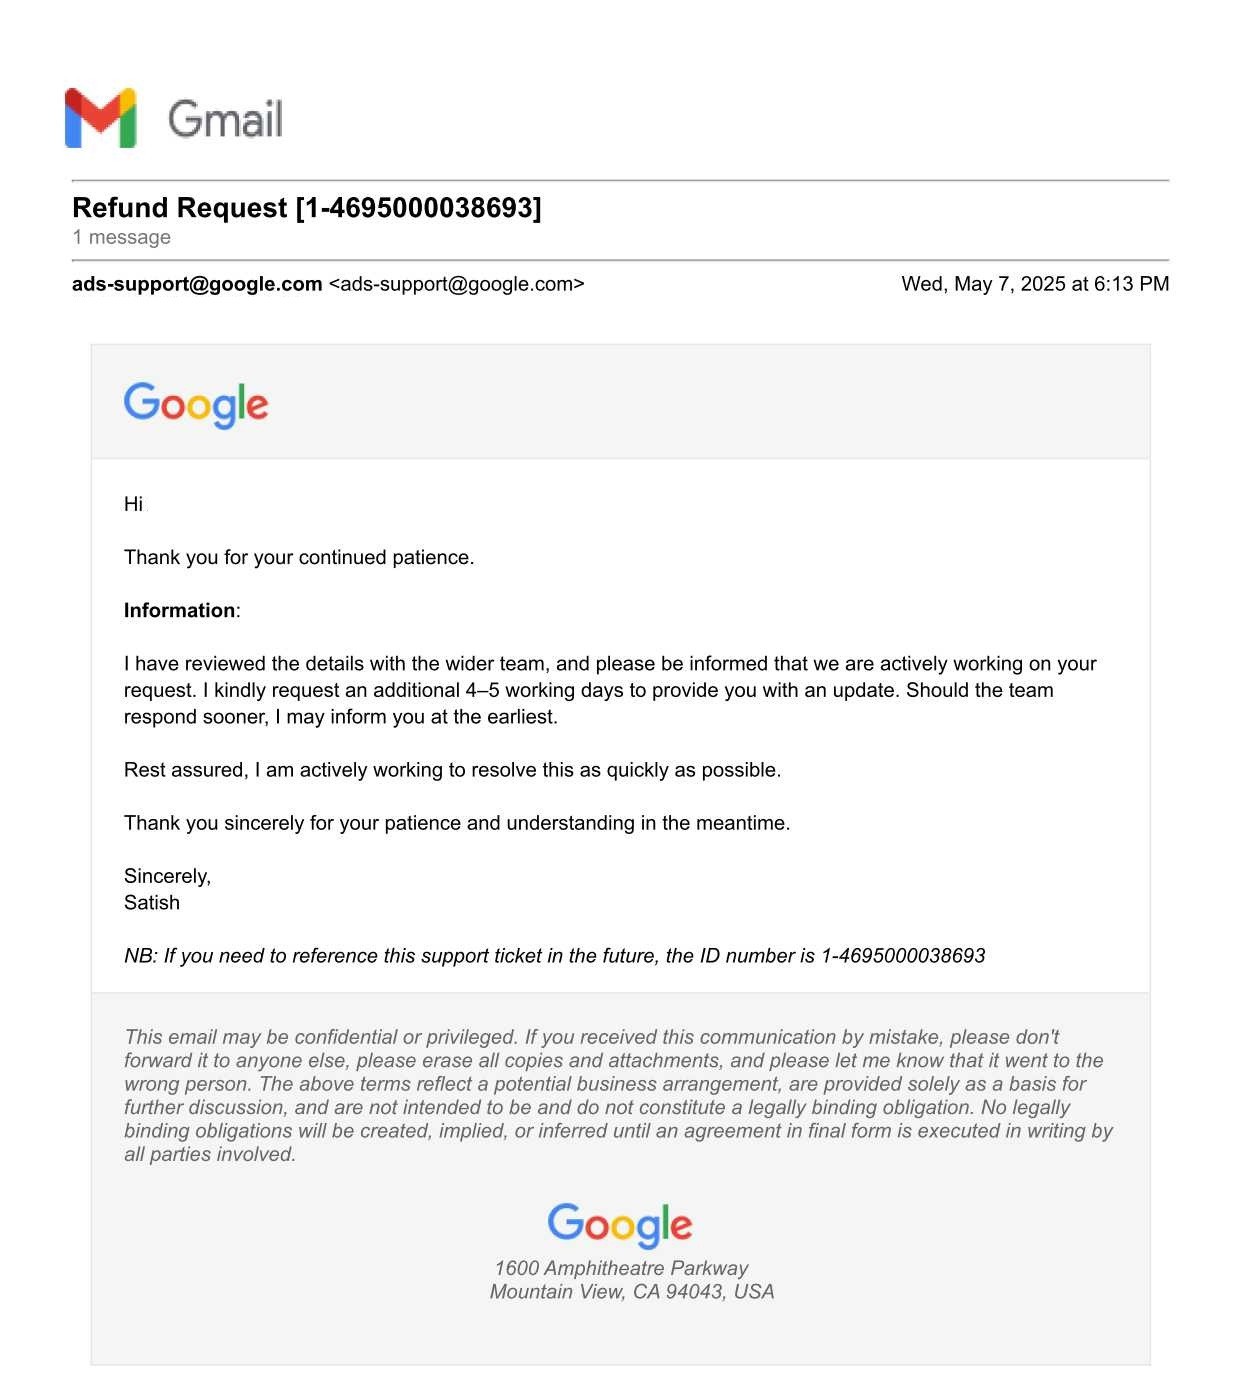 Gmail
Refund Request [1-4695000038693]
1 message
ads-support@google.com <ads-support@google.com> Wed, May 7, 2025 at 6:13 PM
Google
Hi
Thank you for your continued patience.
Information:
I have reviewed the details with the wider team, and please be informed that we are actively working on your
request. I kindly request an additional 4–5 working days to provide you with an update. Should the team
respond sooner, I may inform you at the earliest.
Rest assured, I am actively working to resolve this as quickly as possible.
Thank you sincerely for your patience and understanding in the meantime.
Sincerely,
Satish
NB: If you need to reference this support ticket in the future, the ID number is 1-4695000038693
This email may be confidential or privileged. If you received this communication by mistake, please don't
forward it to anyone else, please erase all copies and attachments, and please let me know that it went to the
wrong person. The above terms reflect a potential business arrangement, are provided solely as a basis for
further discussion, and are not intended to be and do not constitute a legally binding obligation. No legally
binding obligations will be created, implied, or inferred until an agreement in final form is executed in writing by
all parties involved.
Google
1600 Amphitheatre Parkway
Mountain View, CA 94043, USA